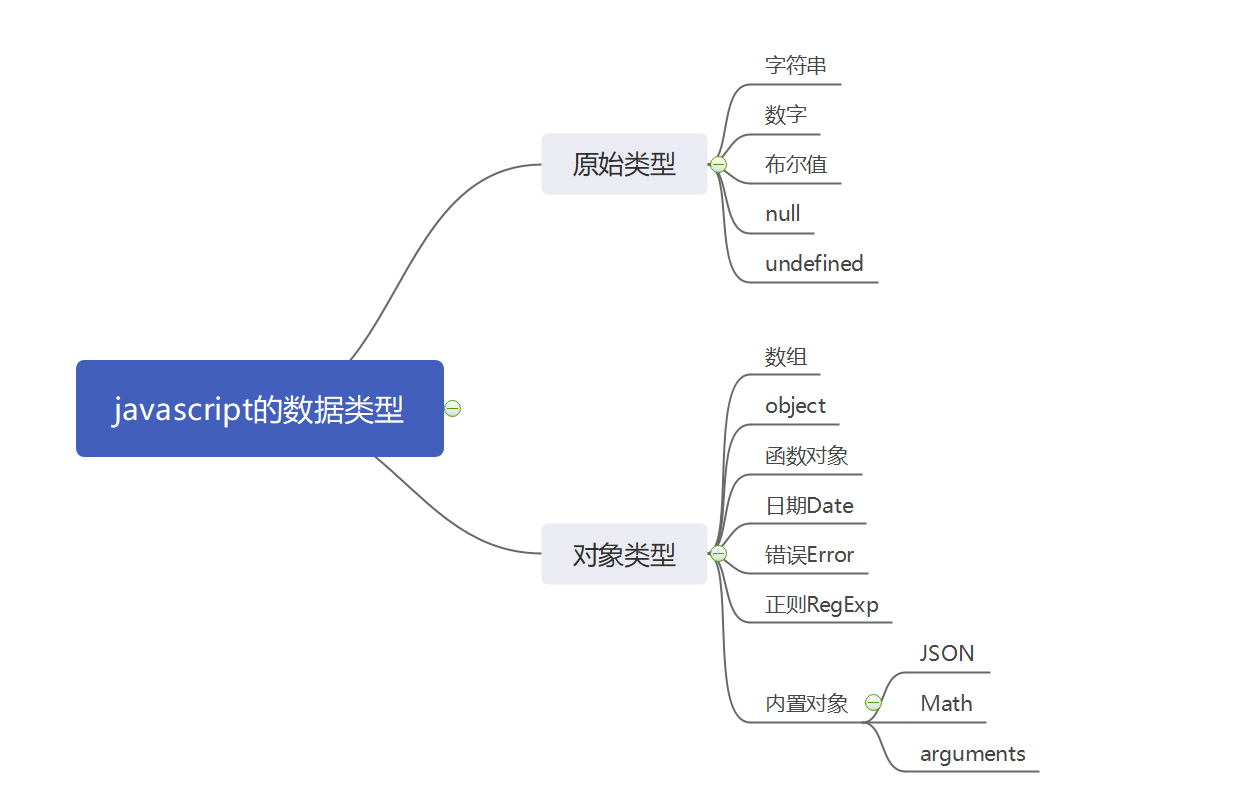 javascript的数据类型
原始类型
字符串
数字
布尔值
null
undefined
对象类型
数组
object
函数对象
日期Date
错误Error
正则RegExp
内置对象
JSON
Math
arguments